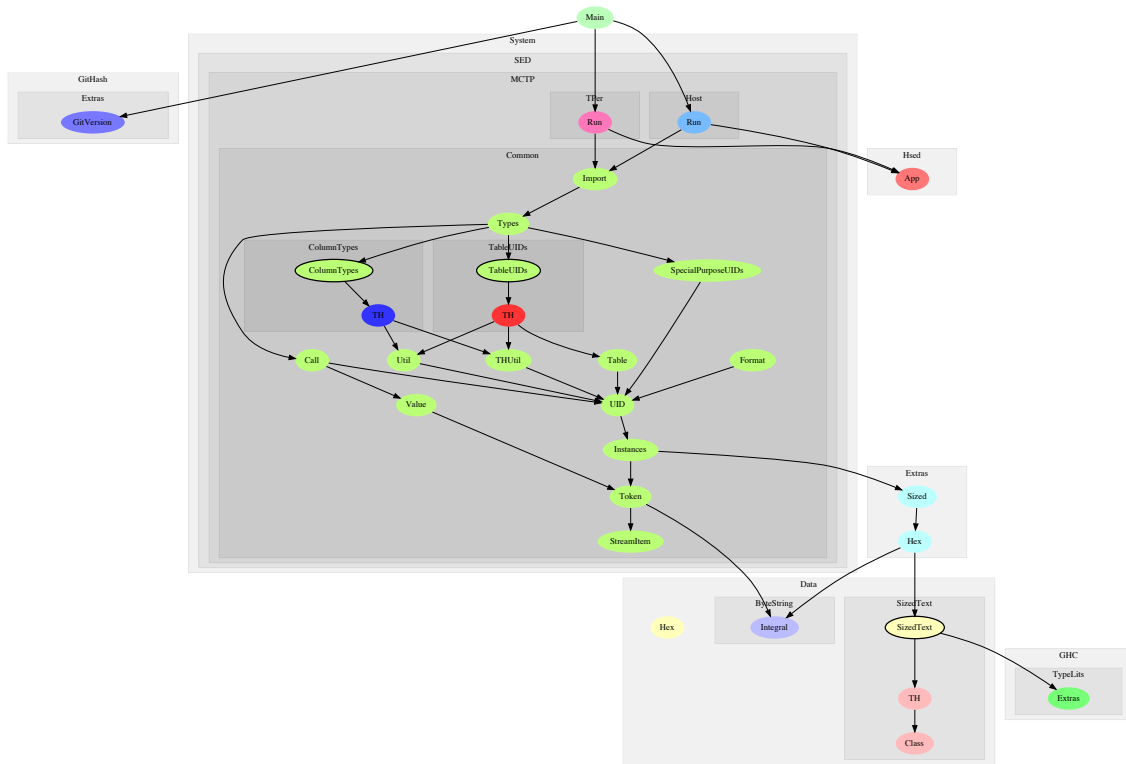 Main
System
SED
GitHash
MCTP
Extras
TPer
Host
GitVersion
Run
Run
Common
Hsed
Import
App
Types
ColumnTypes
TableUIDs
ColumnTypes
TableUIDs
SpecialPurposeUIDs
TH
TH
Call
Util
THUtil
Table
Format
Value
UID
Instances
Extras
Token
Sized
StreamItem
Hex
Data
ByteString
SizedText
Hex
Integral
SizedText
GHC
TypeLits
TH
Extras
Class